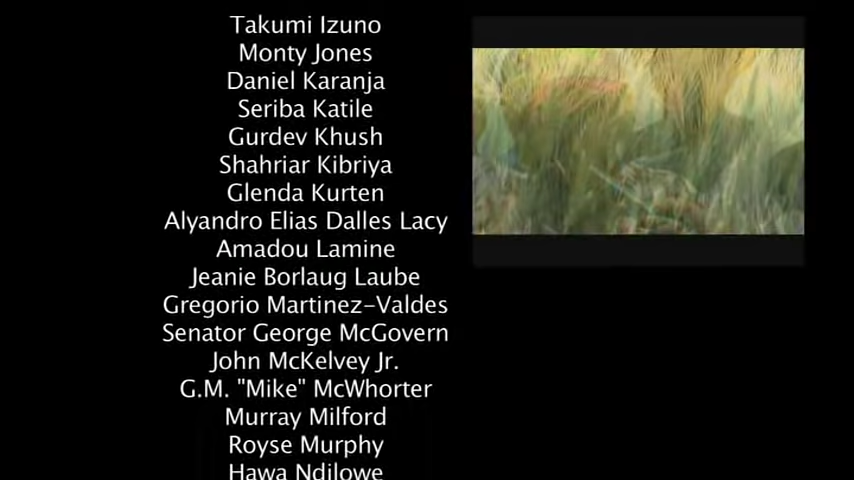 Takumi Izuno
Monty Jones
Daniel Karanja
Seriba Katile
Gurdev Khush
Shahriar Kibriya
Glenda Kurten
Alyandro Elias Dalles Lacy
Amadou Lamine
Jeanie Borlaug Laube
Gregorio Martinez-Valdes
Senator George McGovern
John McKelvey Jr.
G.M. "Mike" McWhorter
Murray Milford
Royse Murphy
Hawa Ndilowe